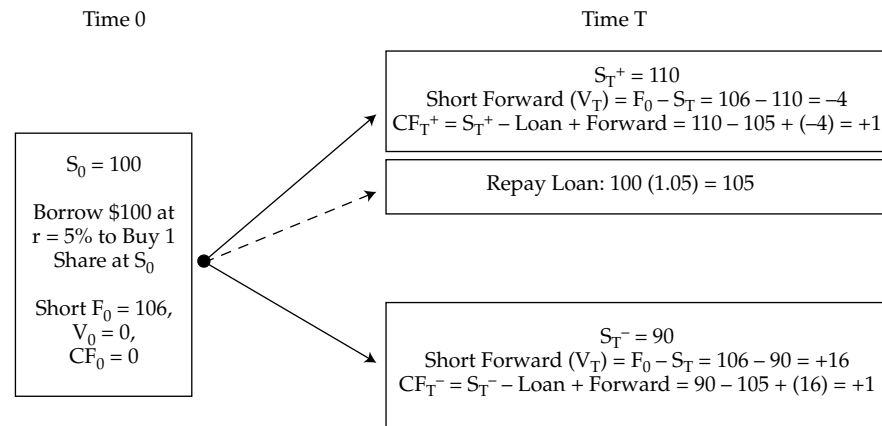 Time 0
Time T
S₀ = 100
Borrow $100 at
r = 5% to Buy 1
Share at S₀
Short F₀ = 106,
V₀ = 0,
CF₀ = 0
S_T⁺ = 110
Short Forward (V_T) = F₀ – S_T = 106 – 110 = –4
CF_T⁺ = S_T⁺ – Loan + Forward = 110 – 105 + (–4) = +1
Repay Loan: 100 (1.05) = 105
S_T⁻ = 90
Short Forward (V_T) = F₀ – S_T = 106 – 90 = +16
CF_T⁻ = S_T⁻ – Loan + Forward = 90 – 105 + (16) = +1